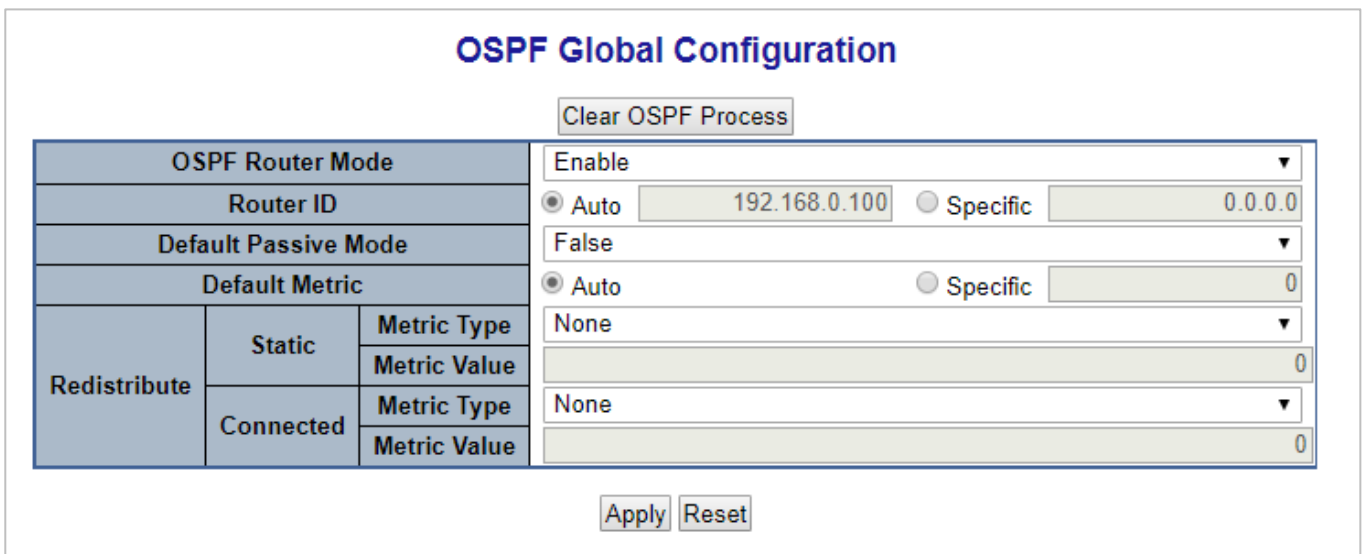 OSPF Global Configuration
Clear OSPF Process
OSPF Router Mode Enable
Router ID Auto 192.168.0.100 Specific 0.0.0.0
Default Passive Mode False
Default Metric Auto Specific 0
Redistribute Static Metric Type None
Metric Value 0
Connected Metric Type None
Metric Value 0
Apply Reset